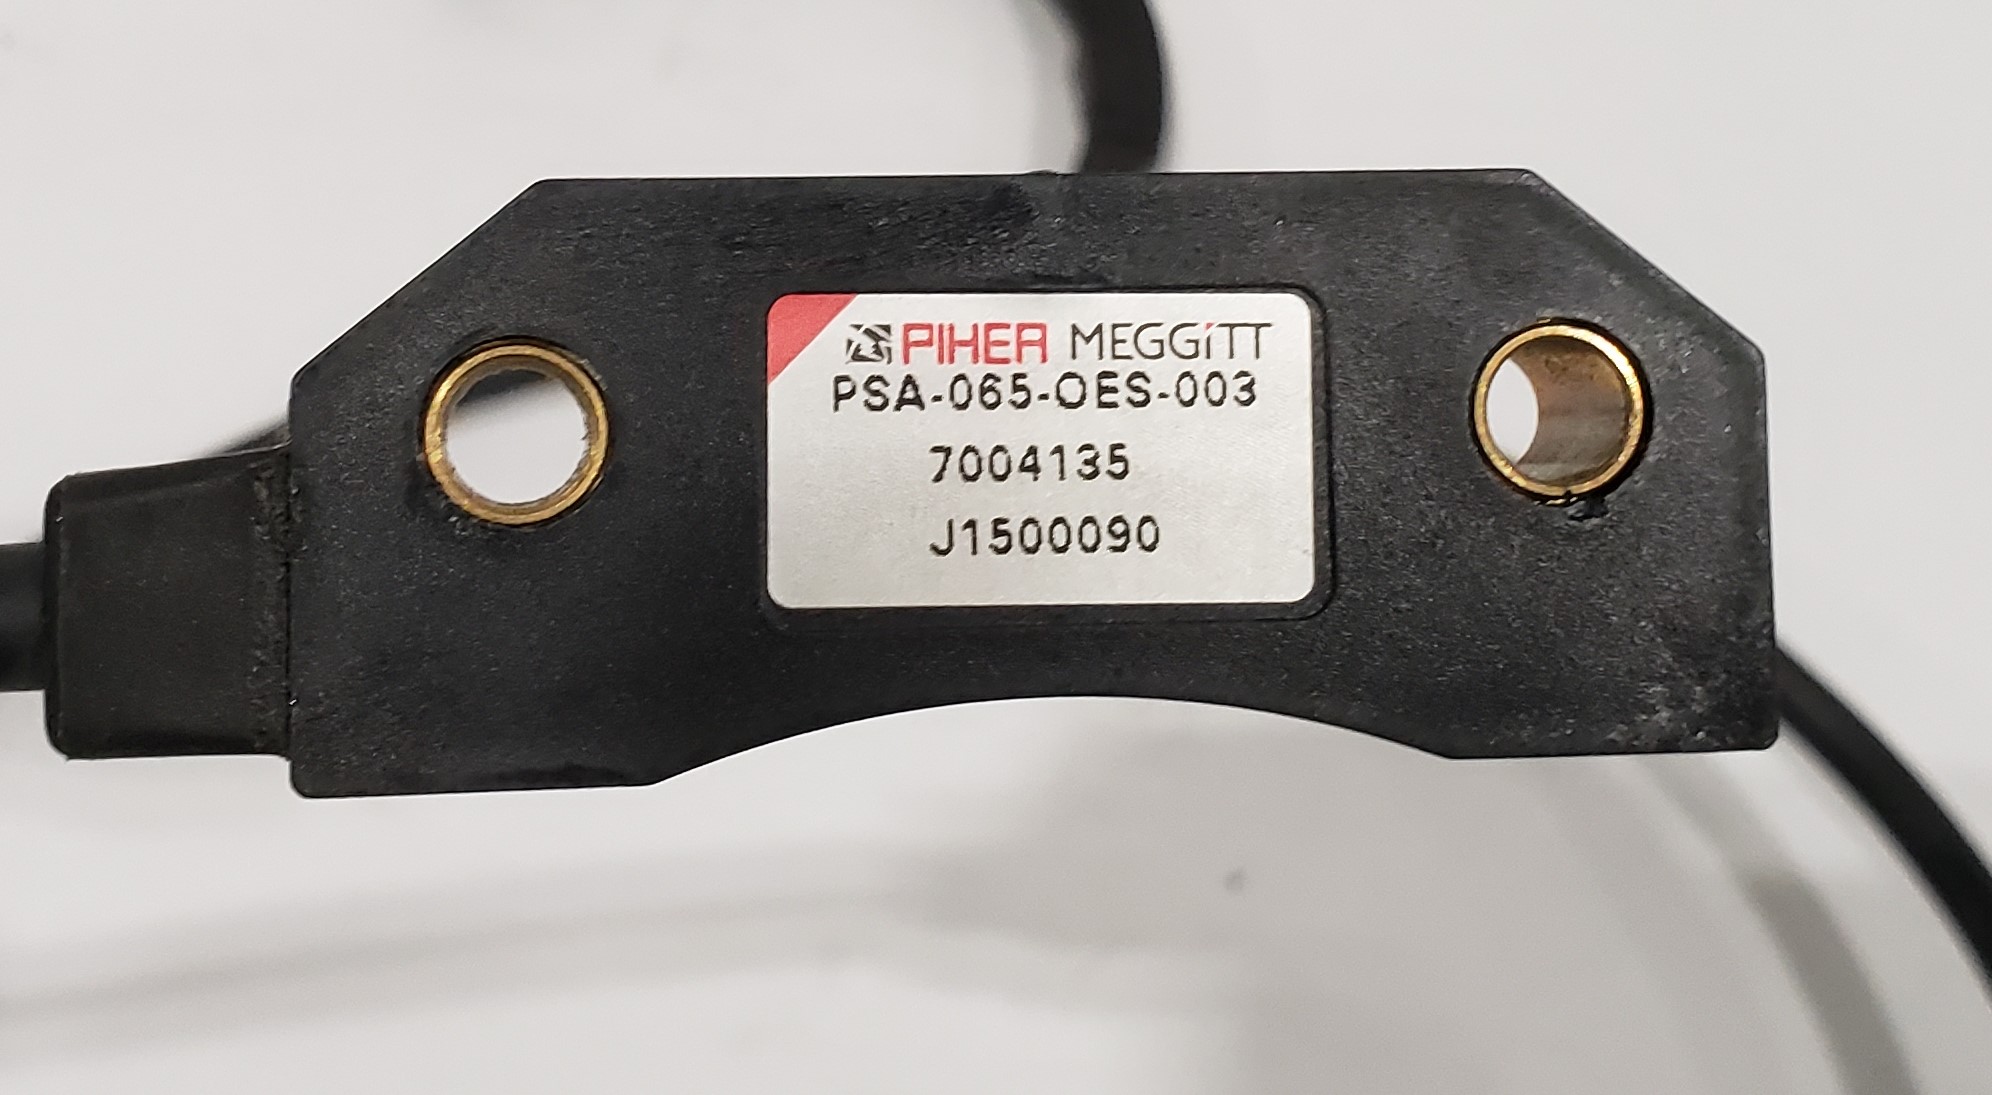 PIHER MEGGiTT
PSA-065-OES-003
7004135
J1500090